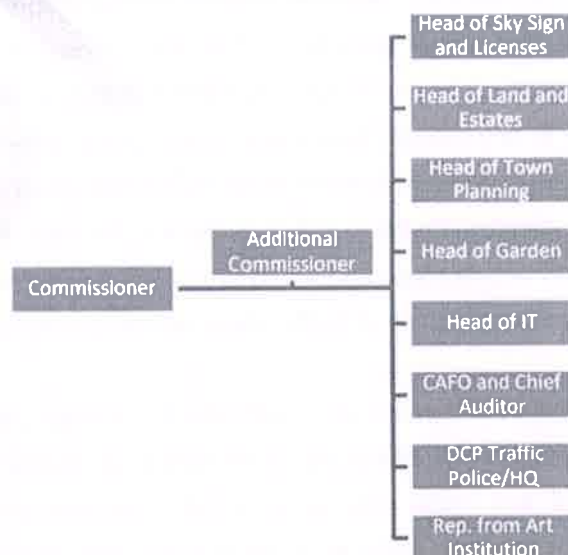 Commissioner
Additional
Commissioner
Head of Sky Sign
and Licenses
Head of Land and
Estates
Head of Town
Planning
Head of Garden
Head of IT
CAFO and Chief
Auditor
DCP Traffic
Police/HQ
Rep. from Art
Institution